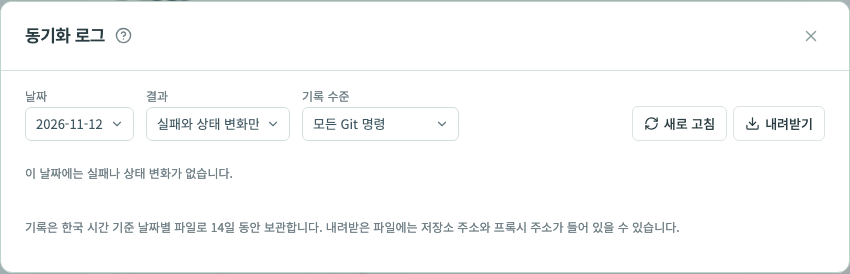 동기화 로그
날짜
결과
기록 수준
2026-11-12
실패와 상태 변화만
모든 Git 명령
새로 고침
내려받기
이 날짜에는 실패나 상태 변화가 없습니다.
기록은 한국 시간 기준 날짜별 파일로 14일 동안 보관합니다. 내려받은 파일에는 저장소 주소와 프록시 주소가 들어 있을 수 있습니다.